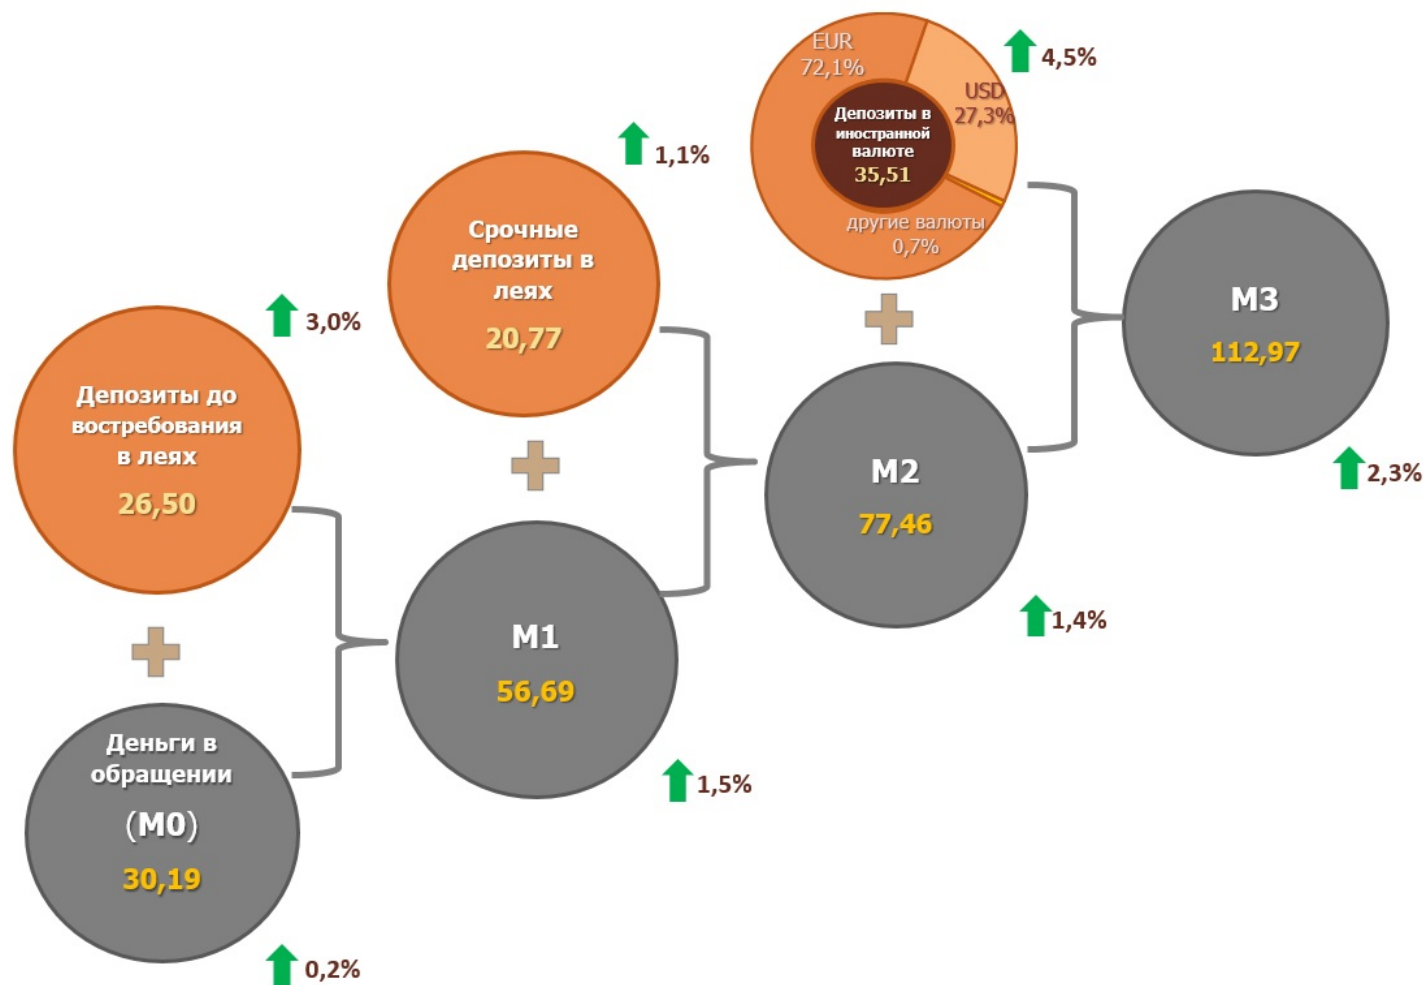 EUR
72,1%
USD
27,3%
Депозиты в
иностранной
валюте
35,51
другие валюты
0,7%
4,5%
Срочные
депозиты в
леях
20,77
1,1%
M3
112,97
2,3%
Депозиты до
востребования
в леях
26,50
3,0%
M2
77,46
1,4%
M1
56,69
1,5%
Деньги в
обращении
(M0)
30,19
0,2%